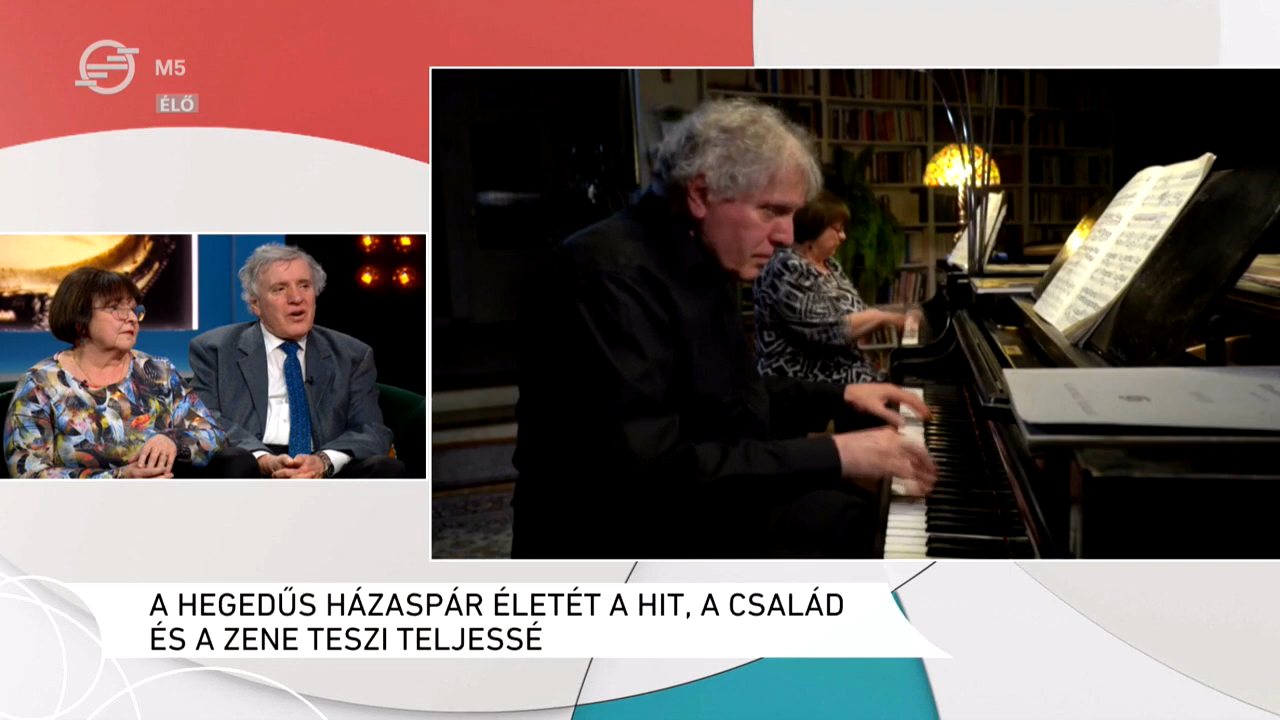 M5
ÉLŐ
A HEGEDŰS HÁZASPÁR ÉLETÉT A HIT, A CSALÁD
ÉS A ZENE TESZI TELJESSÉ